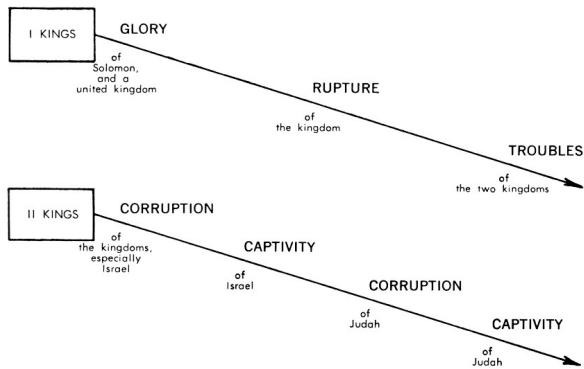 I KINGS
GLORY
of
Solomon,
and a
united kingdom
RUPTURE
of
the kingdom
TROUBLES
of
the two kingdoms
II KINGS
CORRUPTION
of
the kingdoms,
especially
Israel
CAPTIVITY
of
Israel
CORRUPTION
of
Judah
CAPTIVITY
of
Judah